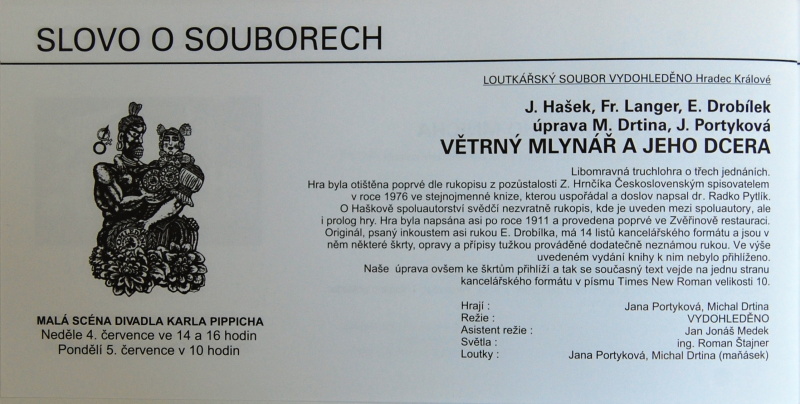 SLOVO O SOUBORECH
LOUTKÁŘSKÝ SOUBOR VYDOHLEDĚNO Hradec Králové
J. Hašek, Fr. Langer, E. Drobílek
úprava M. Drtina, J. Portyková
VĚTRNÝ MLYNÁŘ A JEHO DCERA
Libomravná truchlohra o třech jednáních.
Hra byla otištěna poprvé dle rukopisu z pozůstalosti Z. Hrnčíka Československým spisovatelem
v roce 1976 ve stejnojmenné knize, kterou uspořádal a doslov napsal dr. Radko Pytlík.
O Haškově spoluautorství svědčí nezvratně rukopis, kde je uveden mezi spoluautory, ale
i prolog hry. Hra byla napsána asi po roce 1911 a provedena poprvé ve Zvěřinově restauraci.
Originál, psaný inkoustem asi rukou E. Drobílka, má 14 listů kancelářského formátu a jsou v
něm některé škrty, opravy a přípisy tužkou prováděné dodatečně neznámou rukou. Ve výše
uvedeném vydání knihy k nim nebylo přihlíženo.
Naše úprava ovšem ke škrtům přihlíží a tak se současný text vejde na jednu stranu
kancelářského formátu v písmu Times New Roman velikosti 10.
Hrají : Jana Portyková, Michal Drtina
Režie : VYDOHLEDĚNO
Asistent režie : Jan Jonáš Medek
Světla : ing. Roman Štajner
Loutky : Jana Portyková, Michal Drtina (maňásek)
MALÁ SCÉNA DIVADLA KARLA PIPPICHA
Neděle 4. července ve 14 a 16 hodin
Pondělí 5. července v 10 hodin